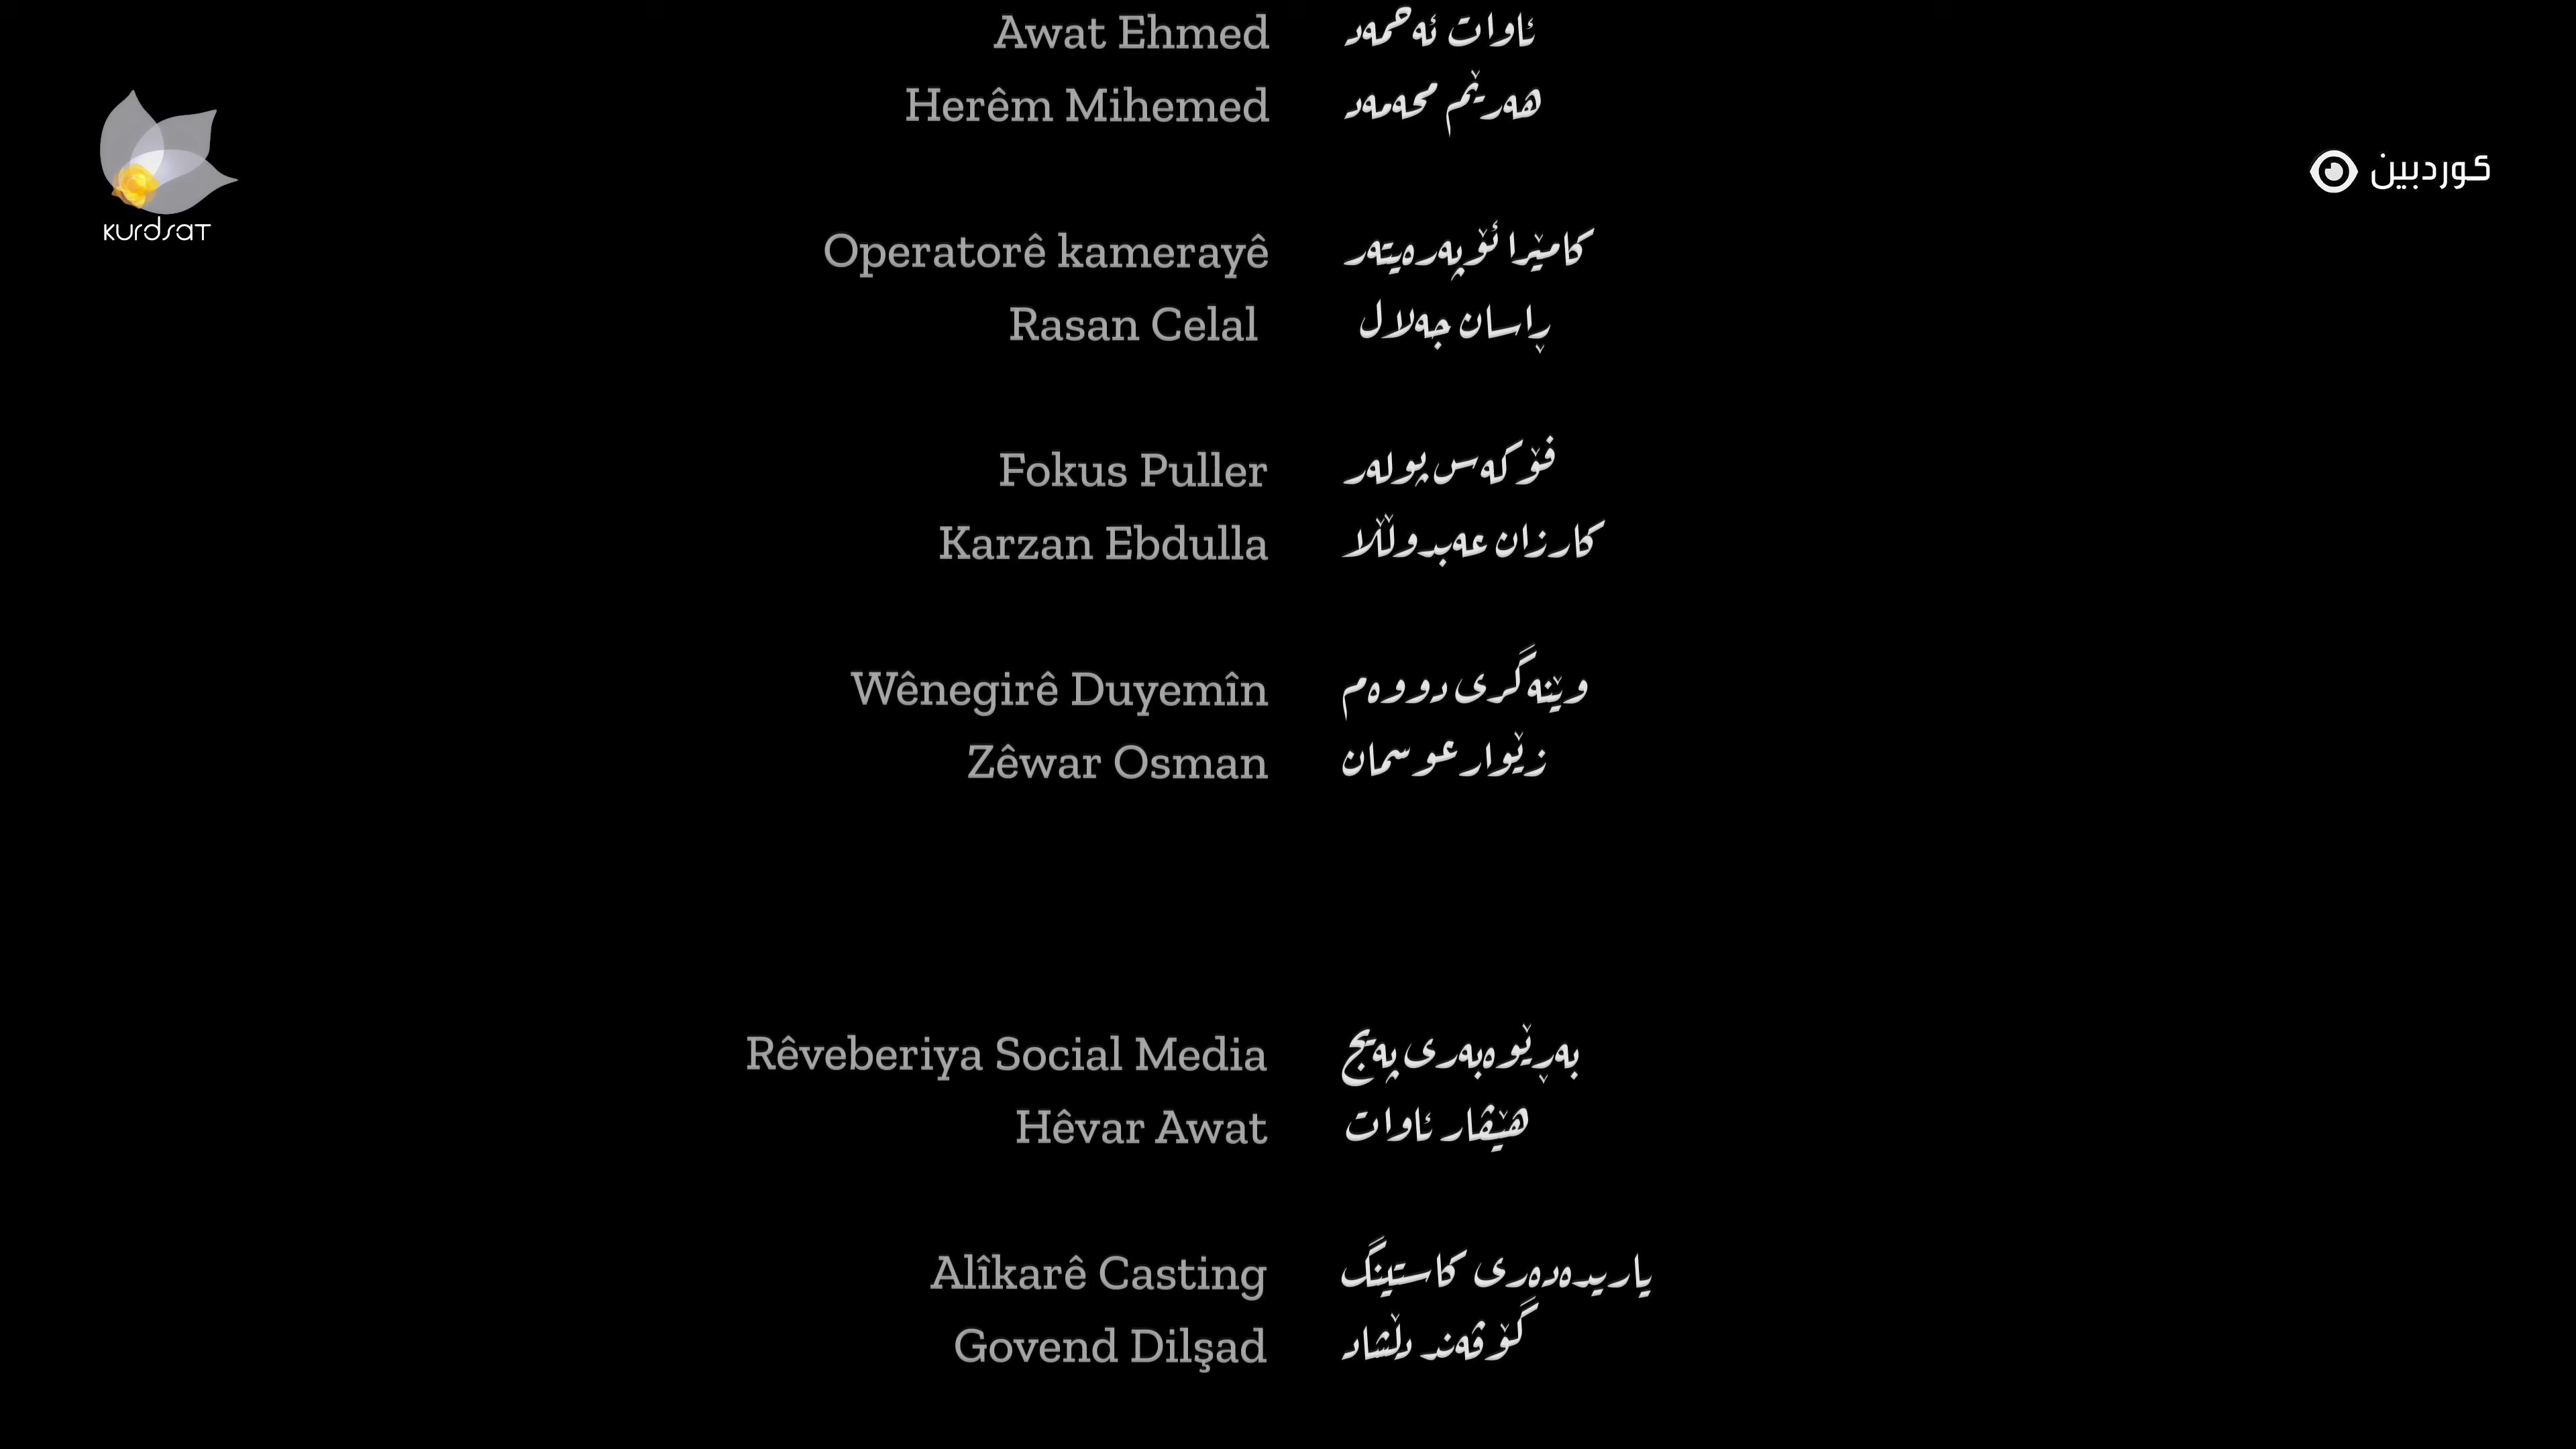 Awat Ehmed ئاوات ئەحمەد
Herêm Mihemed هەرێم محەمەد
kurdsat
کوردبین
Operatorê kamerayê کامێرا ئۆپەرەیتەر
Rasan Celal ڕاسان جەلال
Fokus Puller فۆکەس پولەر
Karzan Ebdulla کارزان عەبدوڵڵا
Wênegirê Duyemîn وێنەگری دووەم
Zêwar Osman زێوار عوسمان
Rêveberiya Social Media بەڕێوەبەری پەیج
Hêvar Awat هێڤار ئاوات
Alîkarê Casting یاریدەدەری کاستینگ
Govend Dilşad گۆڤەند دڵشاد